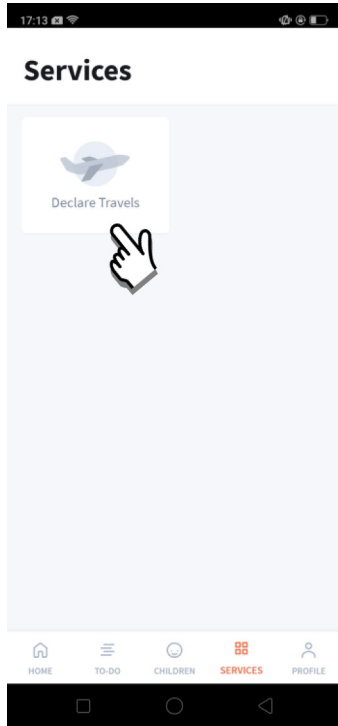 17:13
Services
Declare Travels
HOME TO-DO CHILDREN SERVICES PROFILE